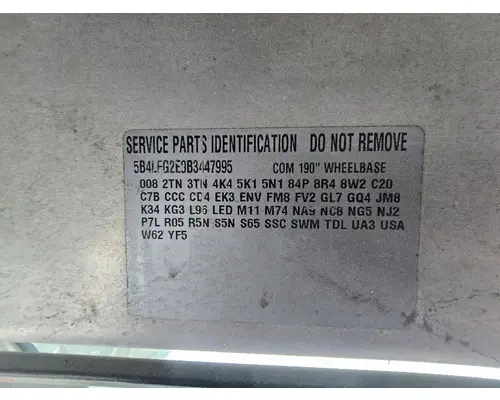 SERVICE PARTS IDENTIFICATION DO NOT REMOVE
COM 190" WHEELBASE
008 2TN 3TN 4K4 5K1 5N1 84P 8R4 8W2 C20
C7B CCC CD4 EK3 ENV FM8 FV2 GL7 GQ4 JM8
K34 KG3 L96 LED M11 M74 NA9 NC8 NG5 NJ2
P7L R05 R5N S5N S65 SSC SWM TDL UA3 USA
W62 YF5